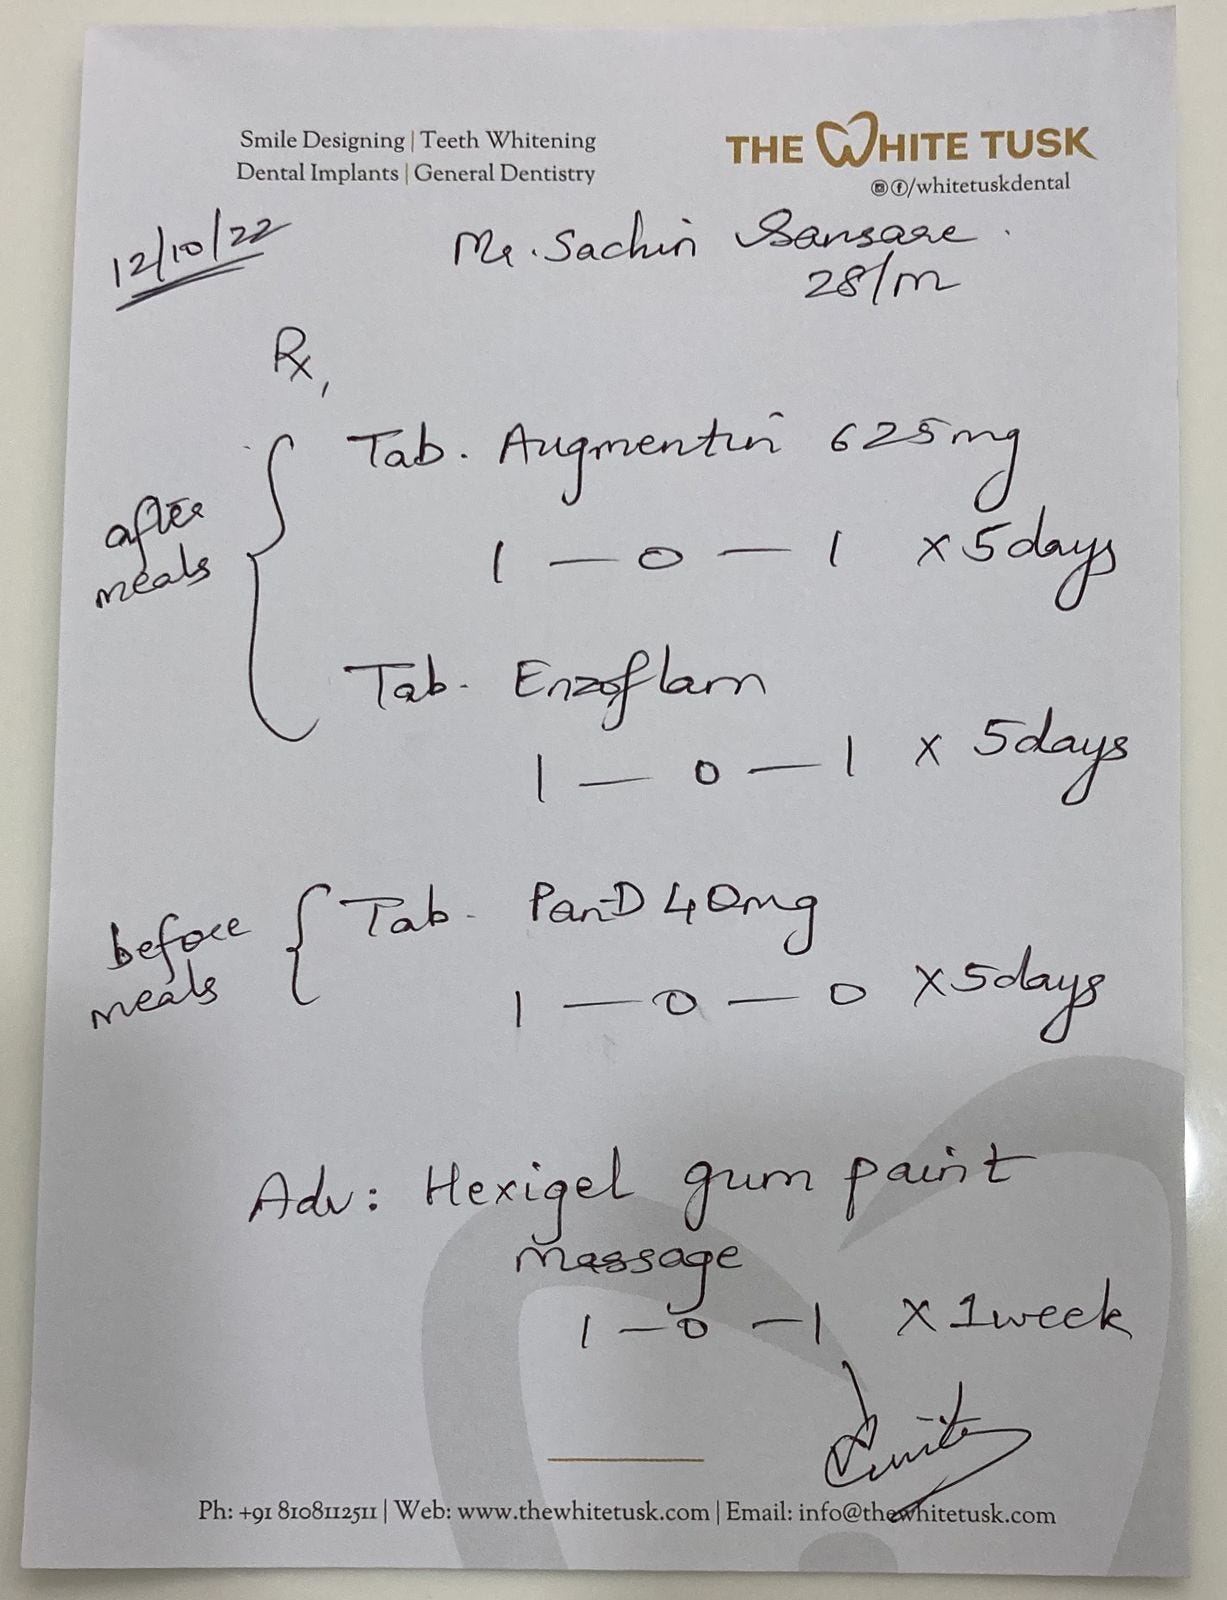 Smile Designing | Teeth Whitening
Dental Implants | General Dentistry
THE WHITE TUSK
/whitetuskdental
12/10/22
Mr. Sachin Sansare.
28/m
Rx,
after
meals
Tab. Augmentin 625mg
1 — 0 — 1 x 5days
Tab. Enzoflam
1 — 0 — 1 x 5days
before
meals
Tab. Pan-D 40mg
1 — 0 — 0 x 5days
Adv: Hexigel gum paint
massage
1 — 0 — 1 x 1week
Ph: +91 8108112511 | Web: www.thewhitetusk.com | Email: info@thewhitetusk.com